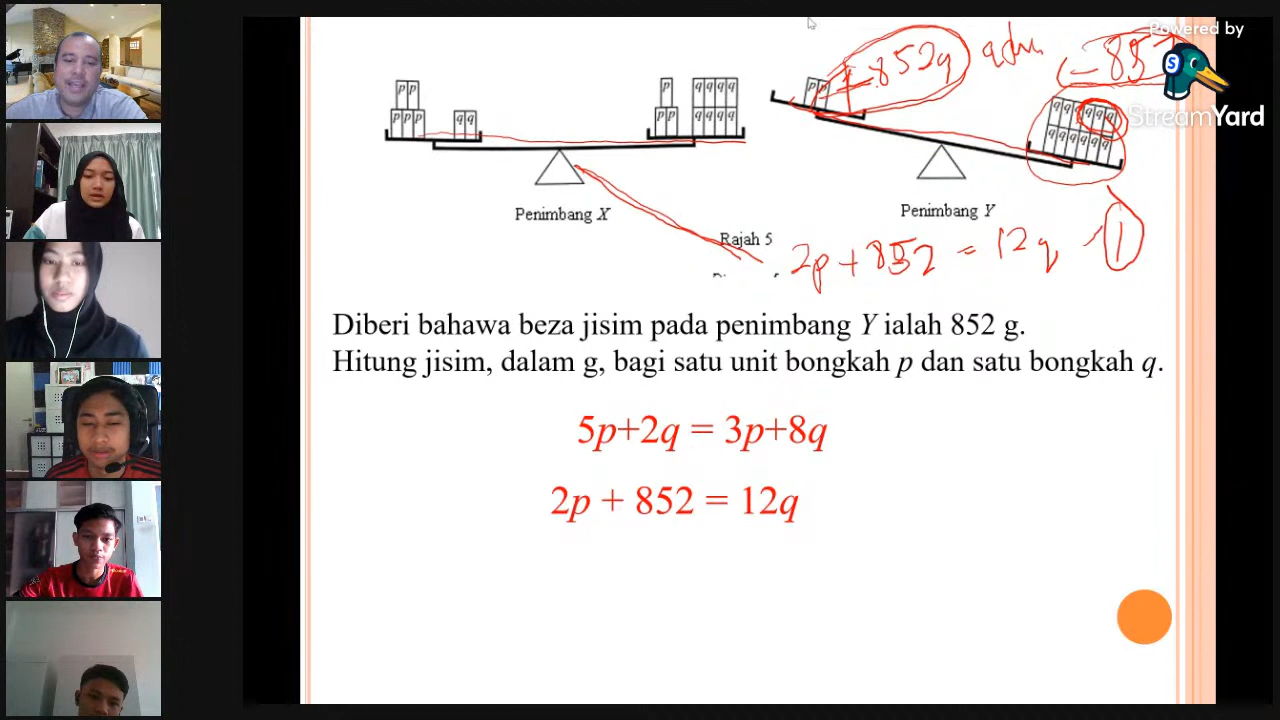 Powered by
StreamYard
S
852g
- 852
p p
p p p
q q
p
p p
q q q q
q q q q
p p
q q q q q
q q q q q q
Penimbang X
Penimbang Y
Rajah 5
2p + 852 = 12q
1
Diberi bahawa beza jisim pada penimbang Y ialah 852 g.
Hitung jisim, dalam g, bagi satu unit bongkah p dan satu bongkah q.
5p+2q = 3p+8q
2p + 852 = 12q